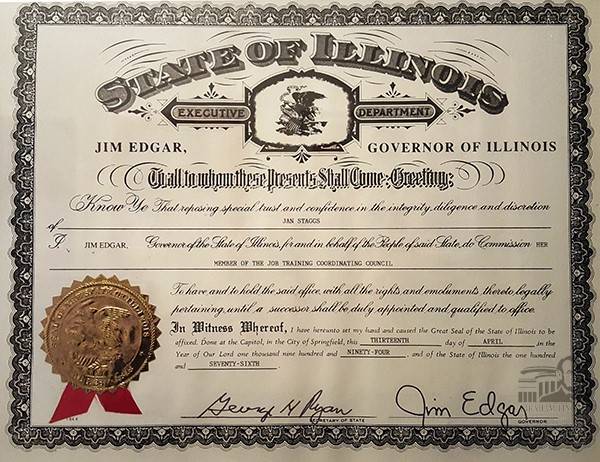 STATE OF ILLINOIS
EXECUTIVE DEPARTMENT
JIM EDGAR, GOVERNOR OF ILLINOIS
To all to whom these Presents Shall Come, Greeting:
Know Ye That reposing special trust and confidence in the integrity, diligence and discretion
JAN STAGGS
of
I, JIM EDGAR, Governor of the State of Illinois, for and in behalf of the People of said State, do Commission HER
MEMBER OF THE JOB TRAINING COORDINATING COUNCIL
To have and to hold the said office, with all the rights and emoluments thereto legally
pertaining, until a successor shall be duly appointed and qualified to office.
In Witness Whereof, I have hereunto set my hand and caused the Great Seal of the State of Illinois to be
affixed. Done at the Capitol, in the City of Springfield, this THIRTEENTH day of APRIL in the
Year of Our Lord one thousand nine hund and NINETY-FOUR, and of the State of Illinois the one hundred
and SEVENTY-SIXTH.
George H Ryan Jim Edgar
SECRETARY OF STATE GOVERNOR